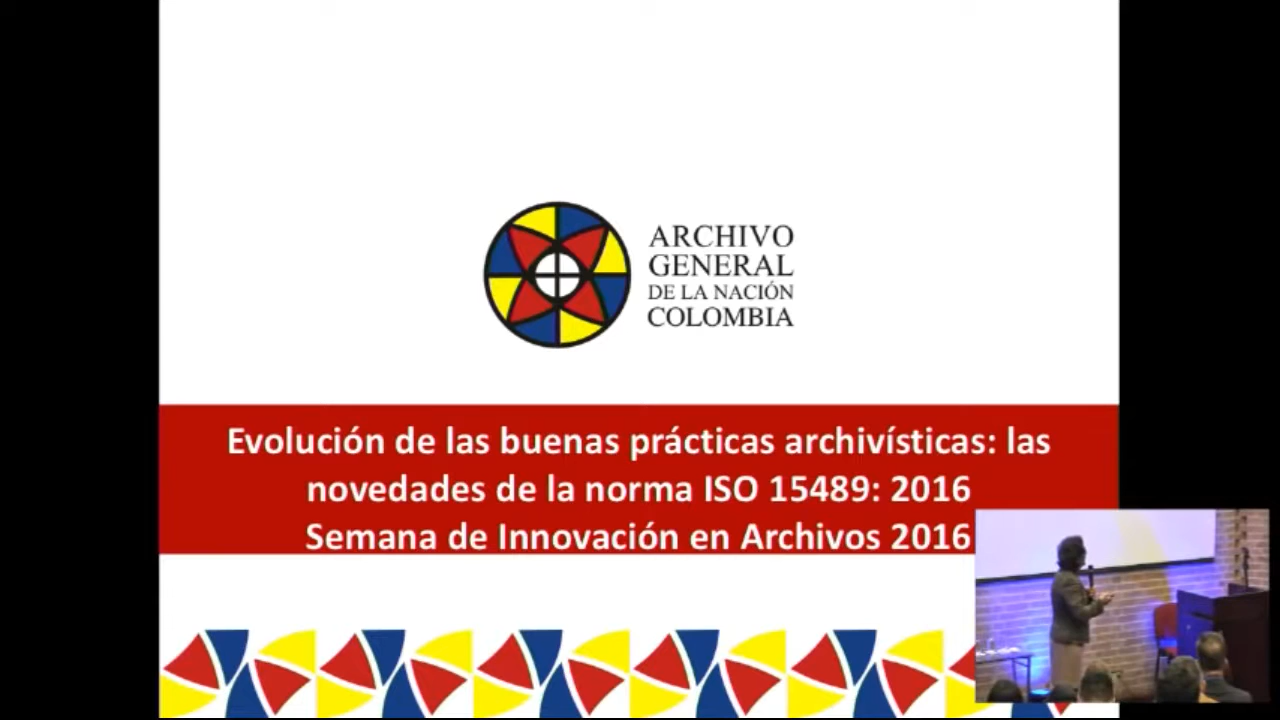 ARCHIVO
GENERAL
DE LA NACIÓN
COLOMBIA
Evolución de las buenas prácticas archivísticas: las
novedades de la norma ISO 15489: 2016
Semana de Innovación en Archivos 2016